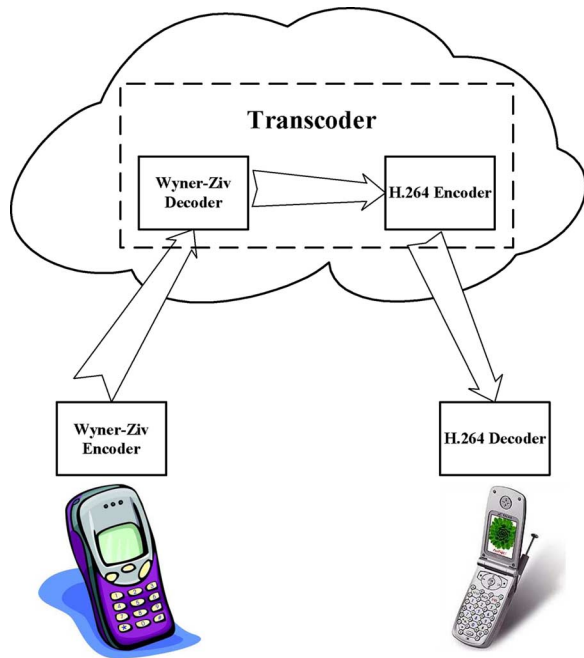 Transcoder
Wyner-Ziv
Decoder
H.264 Encoder
Wyner-Ziv
Encoder
H.264 Decoder